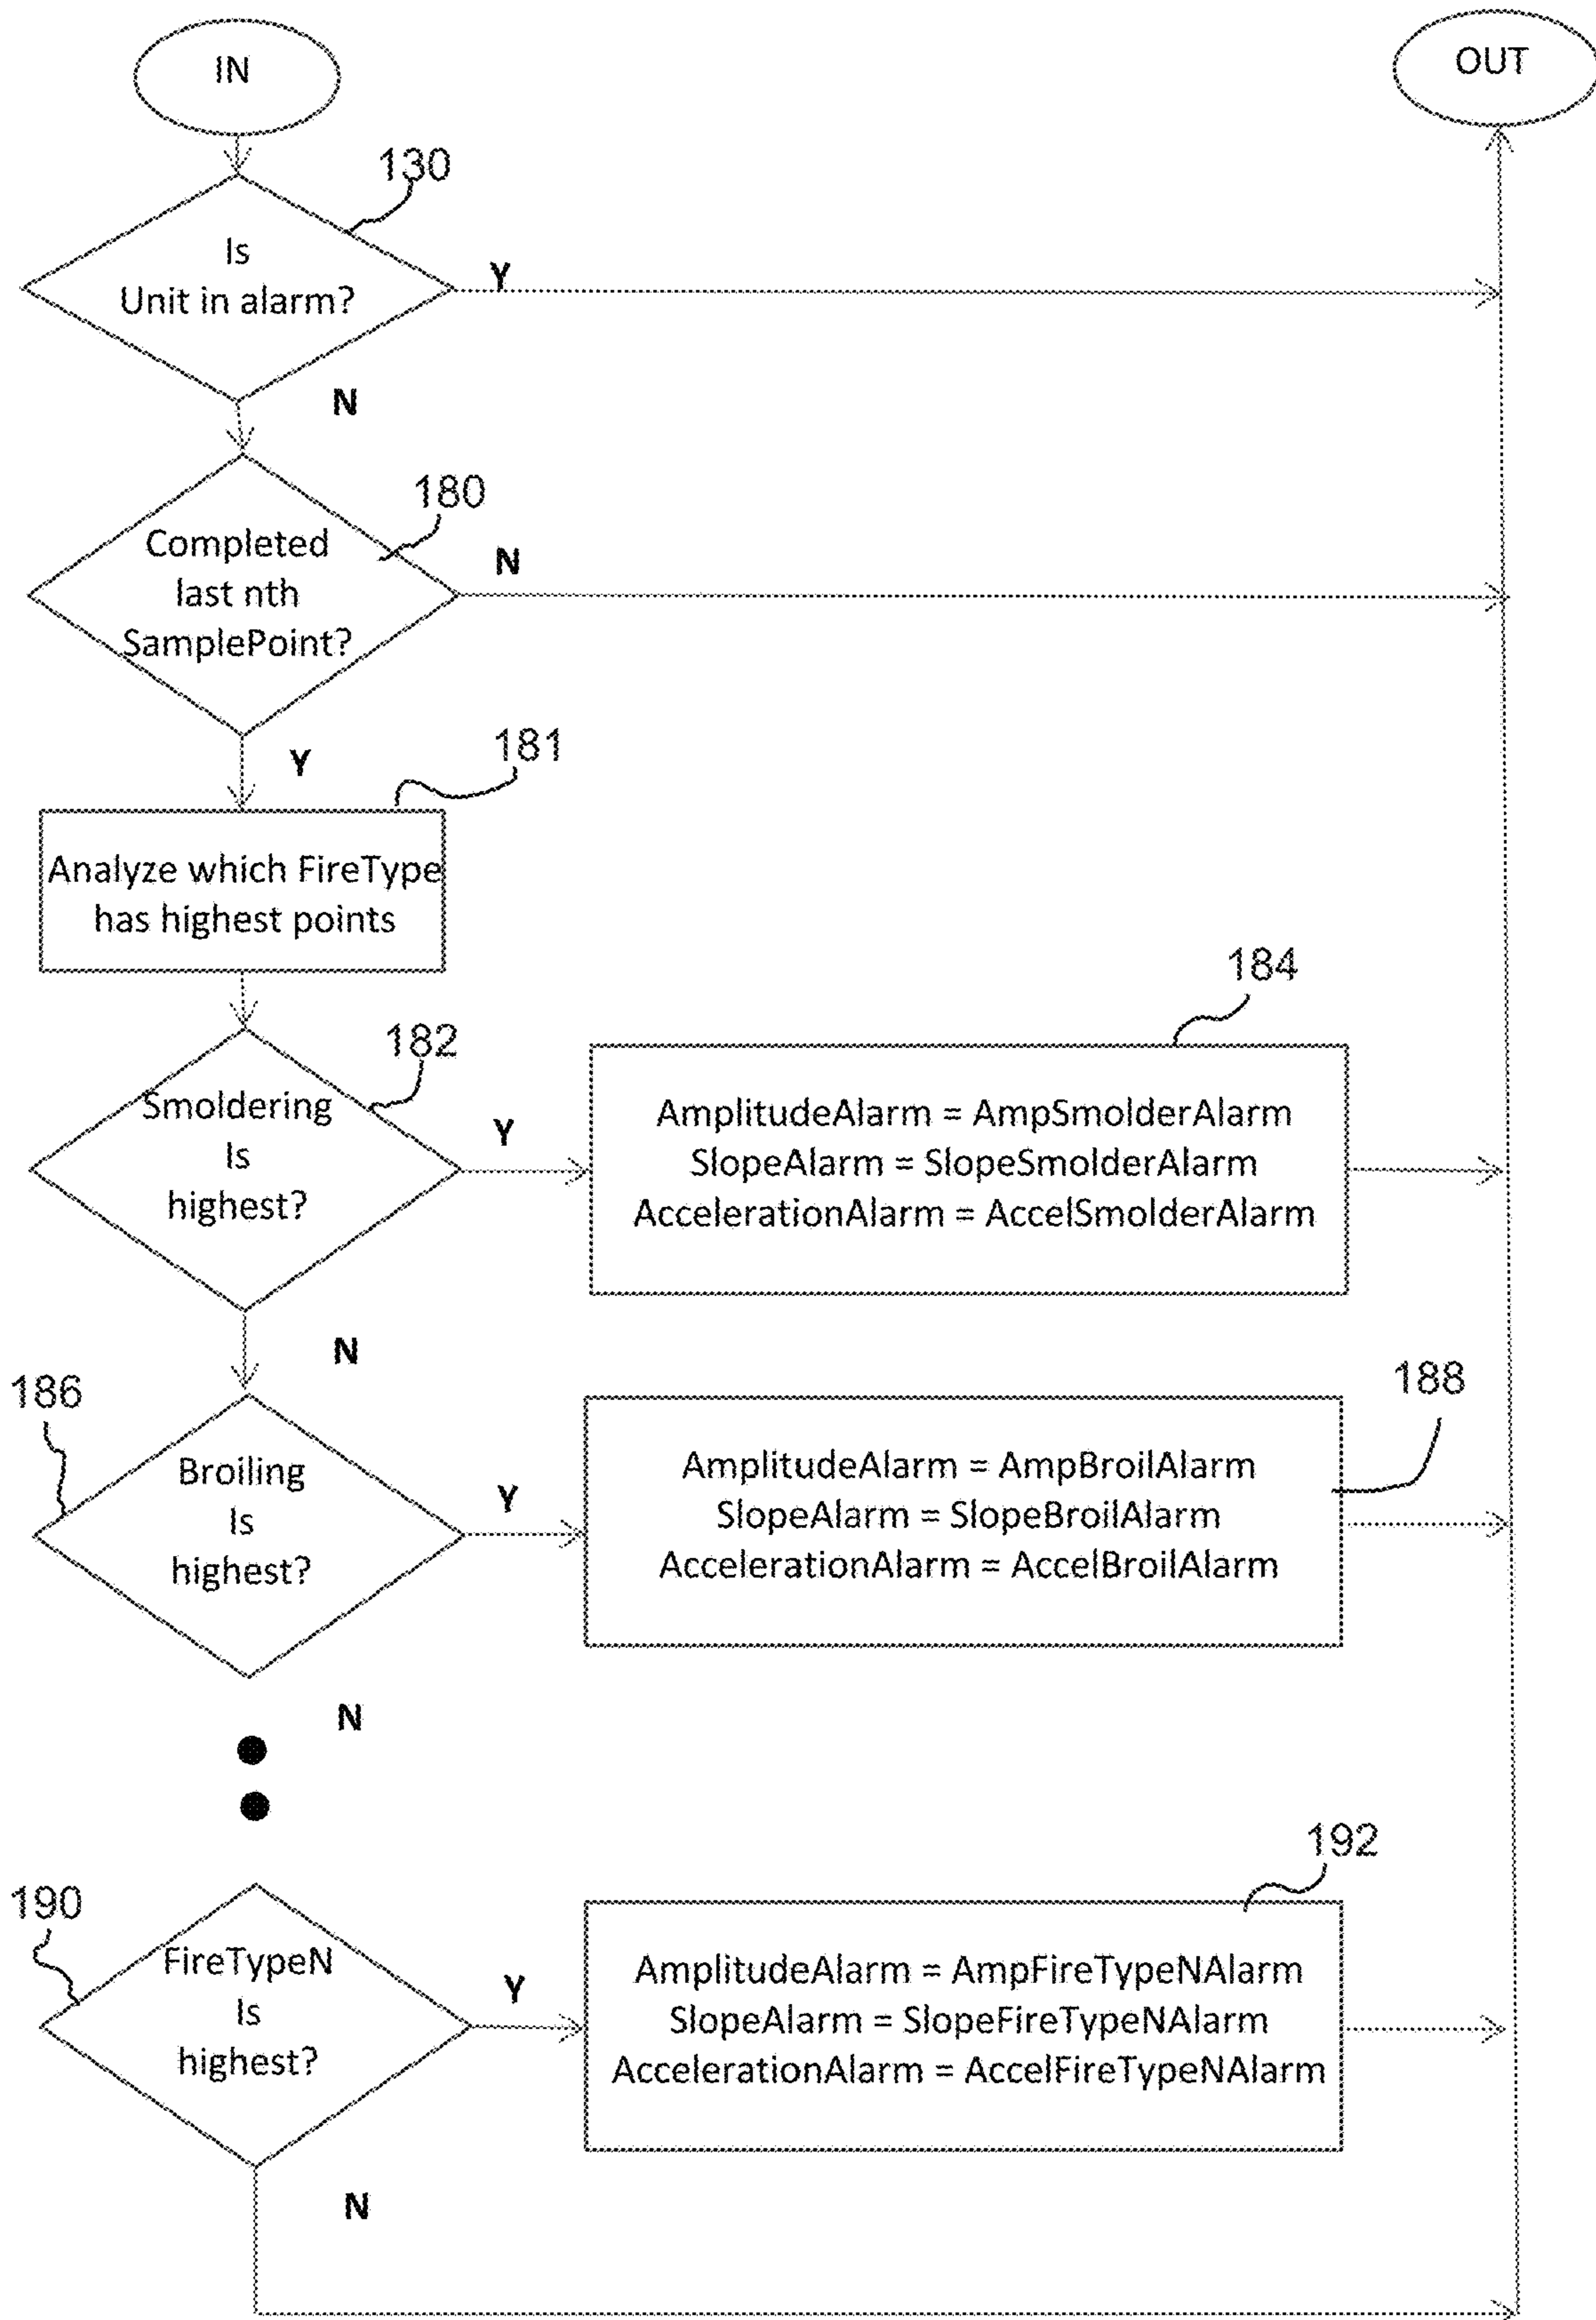 IN
OUT
130
Is
Unit in alarm?
Y
N
180
Completed
last nth
SamplePoint?
N
Y
181
Analyze which FireType
has highest points
182
Smoldering
Is
highest?
Y
184
AmplitudeAlarm = AmpSmolderAlarm
SlopeAlarm = SlopeSmolderAlarm
AccelerationAlarm = AccelSmolderAlarm
N
186
Broiling
Is
highest?
Y
188
AmplitudeAlarm = AmpBroilAlarm
SlopeAlarm = SlopeBroilAlarm
AccelerationAlarm = AccelBroilAlarm
N
190
FireTypeN
Is
highest?
Y
192
AmplitudeAlarm = AmpFireTypeNAlarm
SlopeAlarm = SlopeFireTypeNAlarm
AccelerationAlarm = AccelFireTypeNAlarm
N